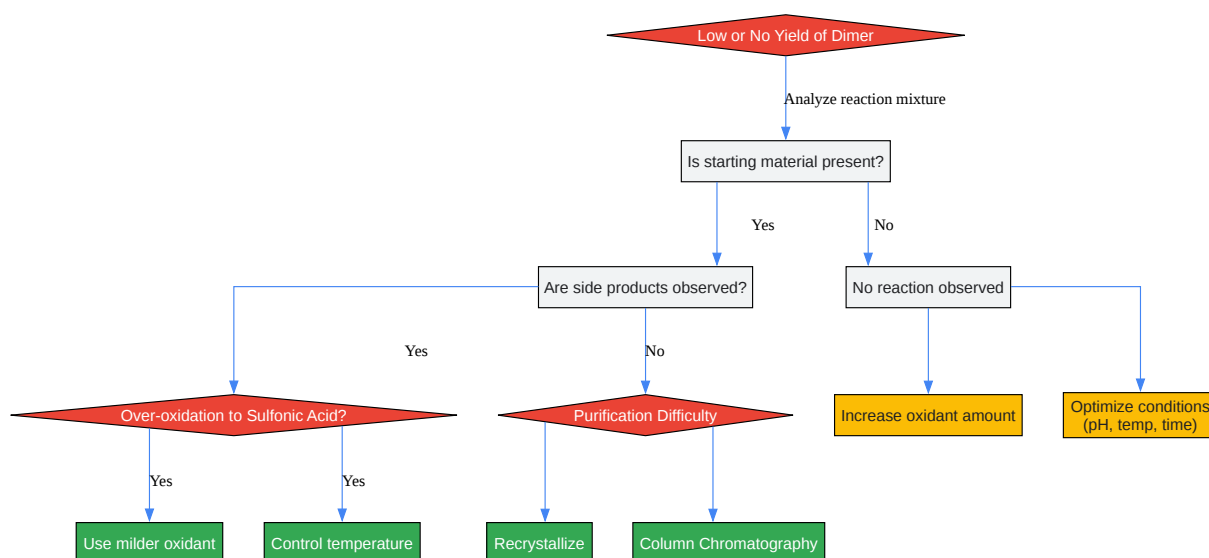 Low or No Yield of Dimer
Analyze reaction mixture
Is starting material present?
Yes
No
Are side products observed?
No reaction observed
Yes
No
Over-oxidation to Sulfonic Acid?
Purification Difficulty
Increase oxidant amount
Optimize conditions
(pH, temp, time)
Yes
Yes
Use milder oxidant
Control temperature
Recrystallize
Column Chromatography